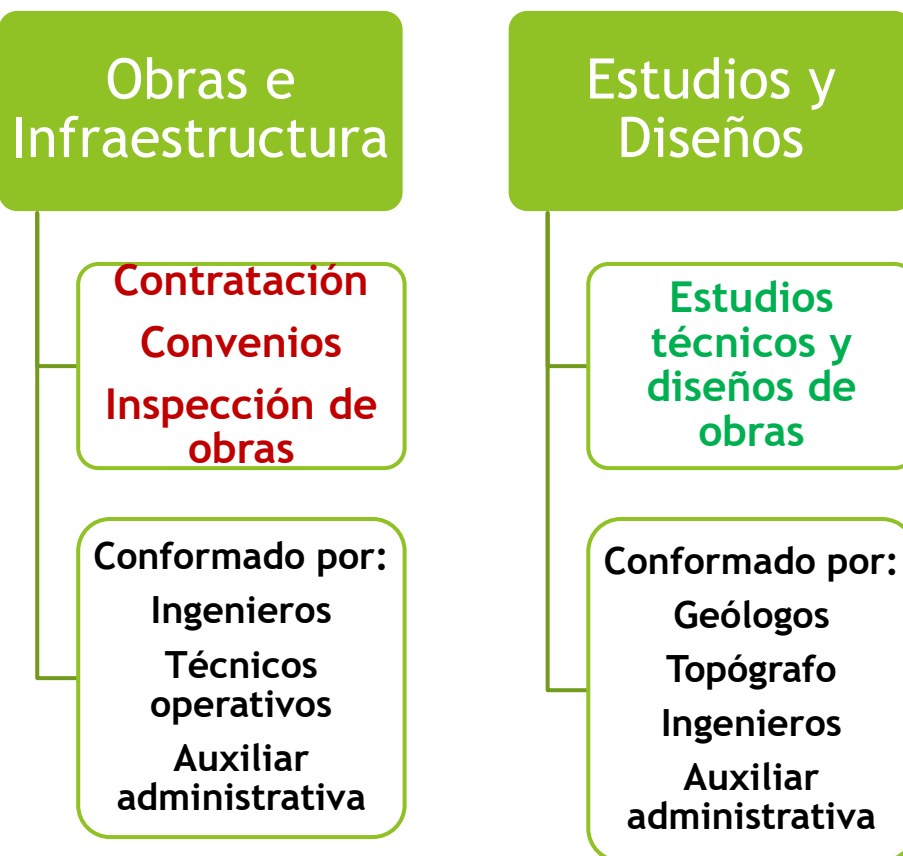 Obras e
Infraestructura
Contratación
Convenios
Inspección de
obras
Conformado por:
Ingenieros
Técnicos
operativos
Auxiliar
administrativa
Estudios y
Diseños
Estudios
técnicos y
diseños de
obras
Conformado por:
Geólogos
Topógrafo
Ingenieros
Auxiliar
administrativa